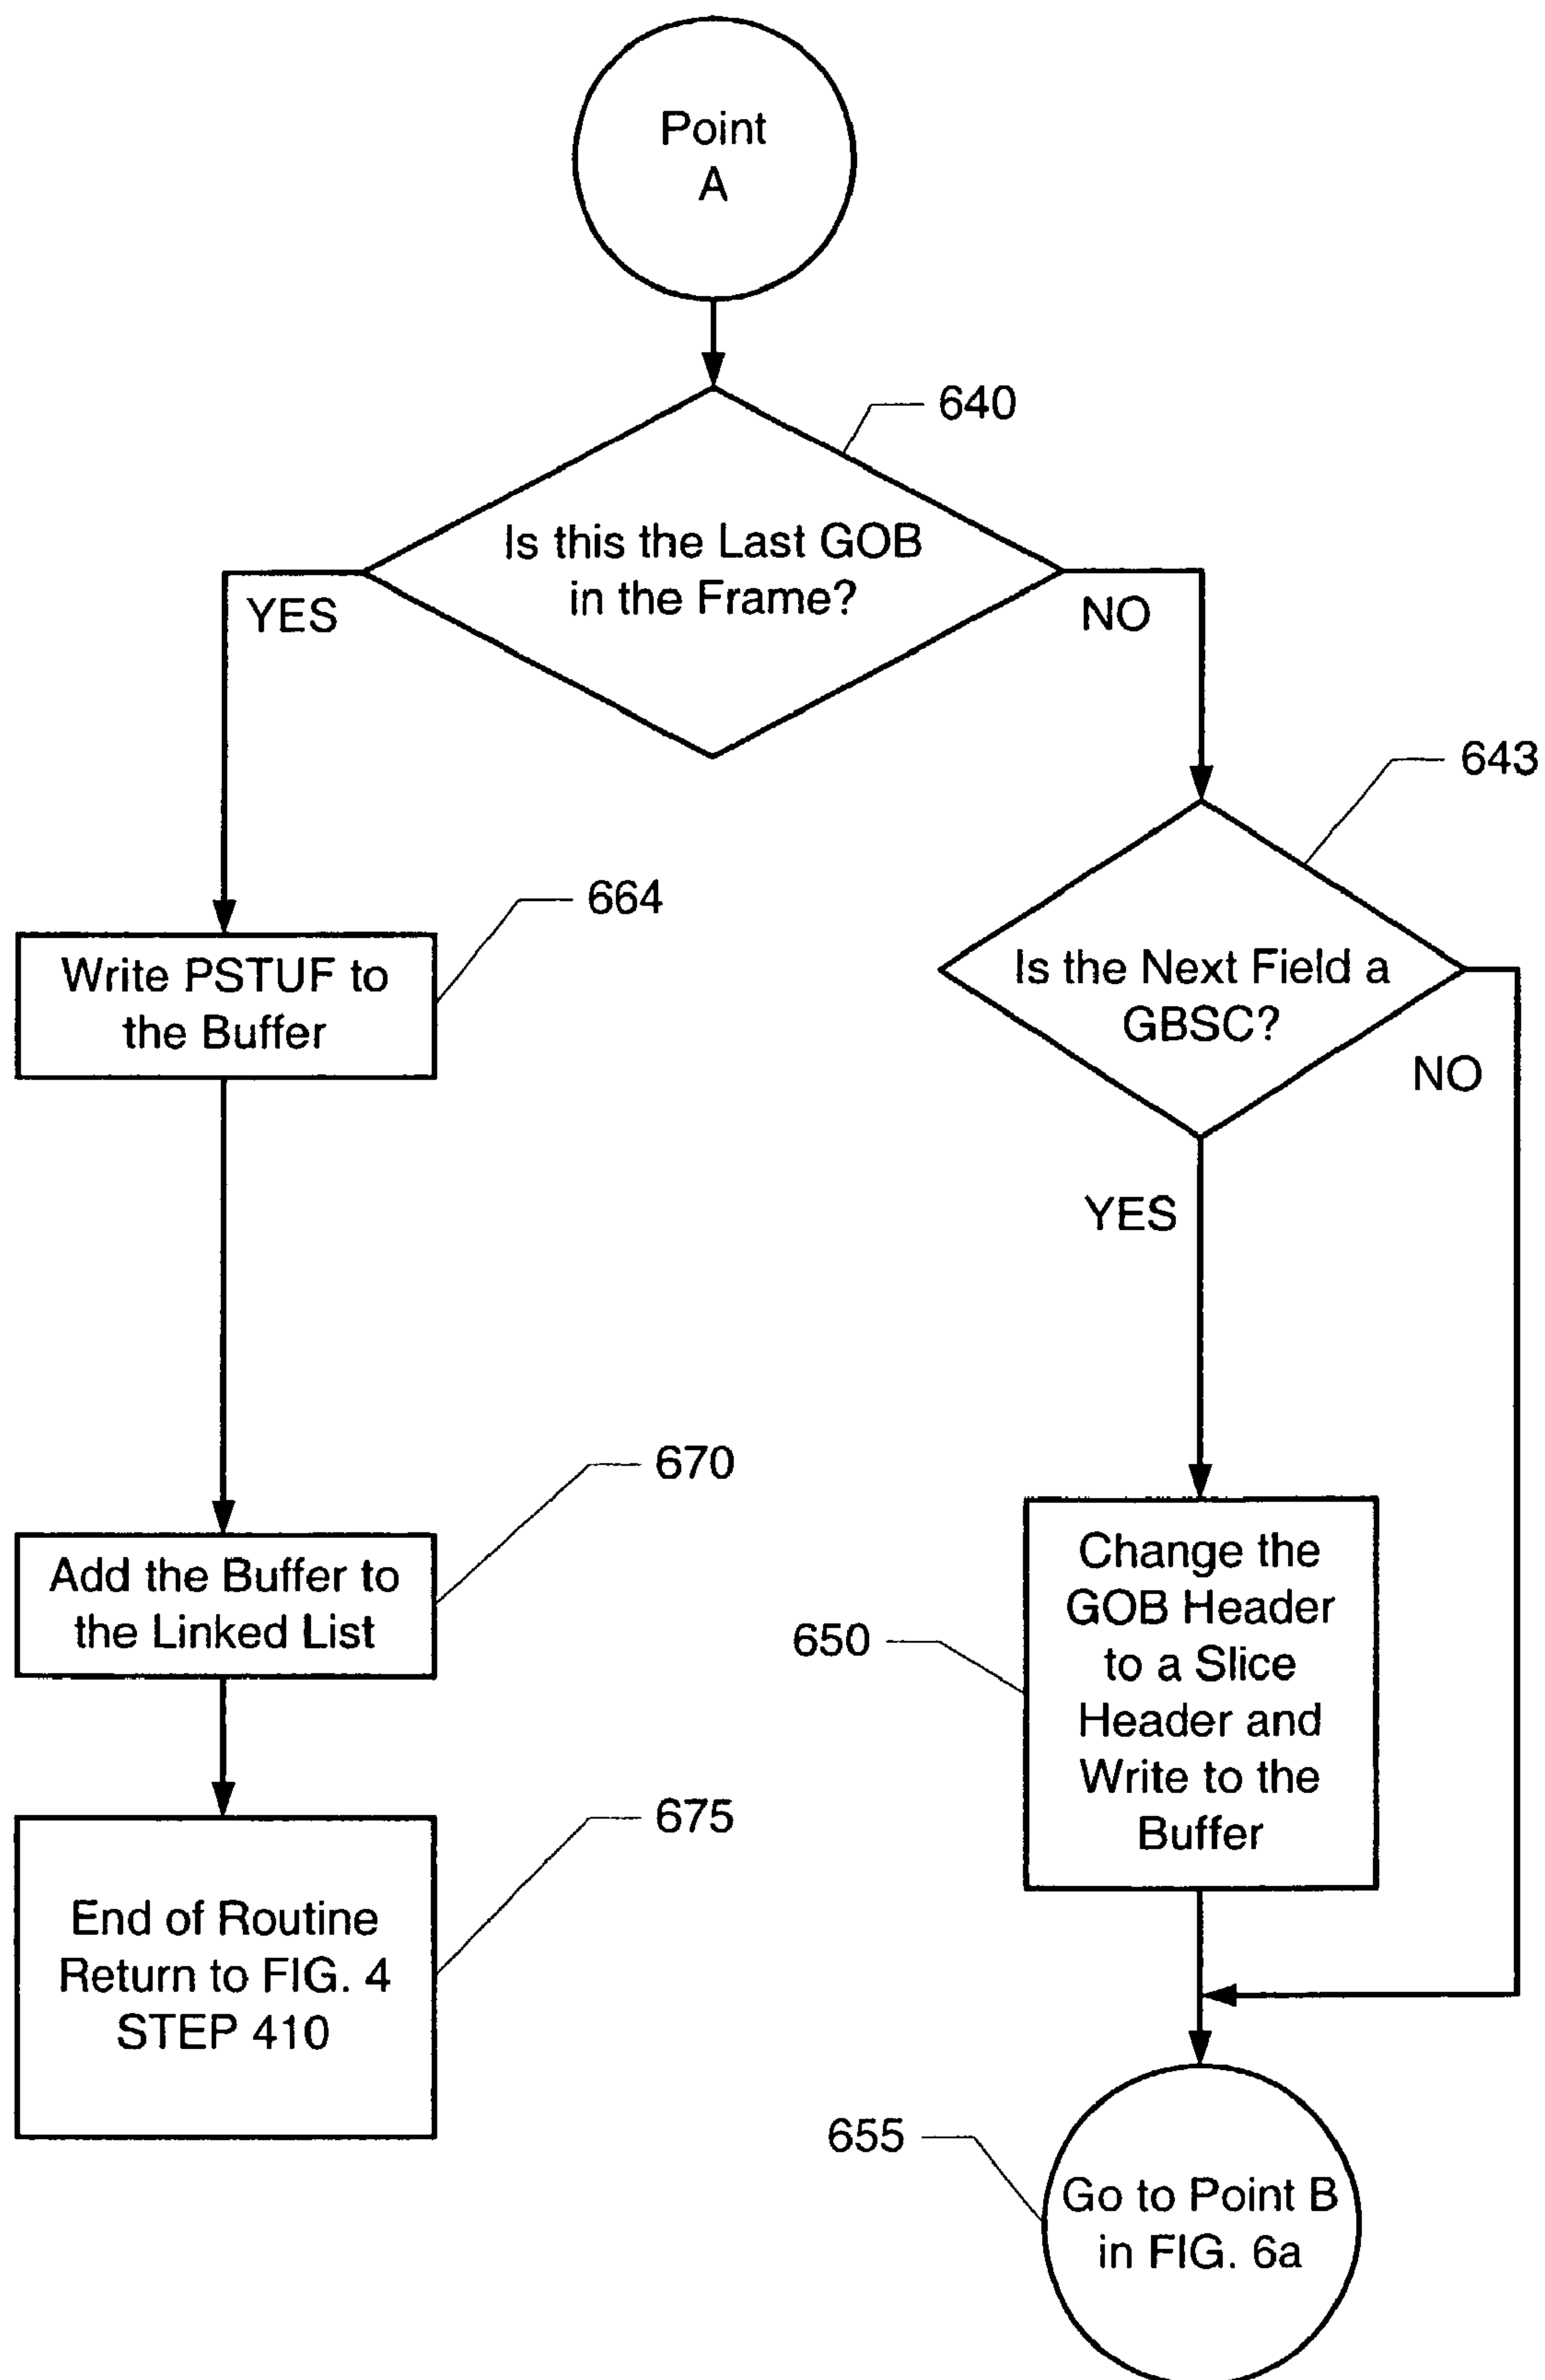 Point
A
640
Is this the Last GOB
in the Frame?
YES
NO
643
Is the Next Field a
GBSC?
NO
YES
664
Write PSTUF to
the Buffer
670
Add the Buffer to
the Linked List
675
End of Routine
Return to FIG. 4
STEP 410
650
Change the
GOB Header
to a Slice
Header and
Write to the
Buffer
655
Go to Point B
in FIG. 6a